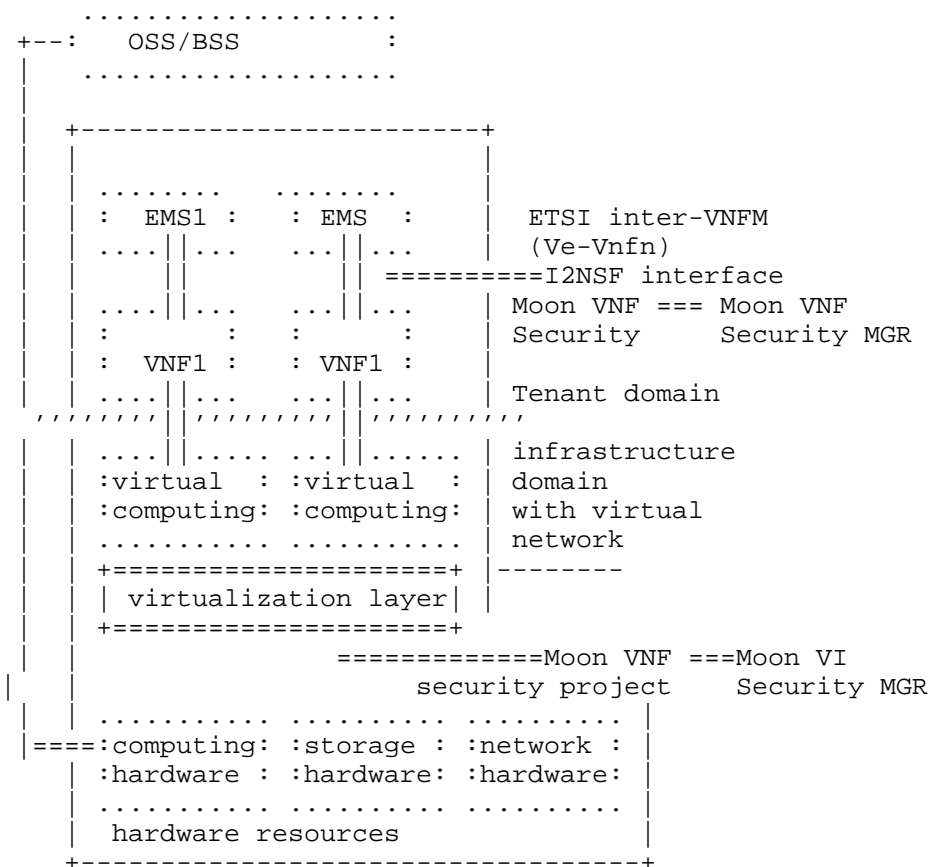 OSS/BSS
EMS1 EMS ETSI inter-VNFM
(Ve-Vnfn)
I2NSF interface
Moon VNF === Moon VNF
Security Security MGR
VNF1 VNF1
Tenant domain
infrastructure
:virtual : :virtual : domain
:computing: :computing: with virtual
network
virtualization layer
=============Moon VNF ===Moon VI
security project Security MGR
====:computing: :storage : :network :
:hardware : :hardware: :hardware:
hardware resources